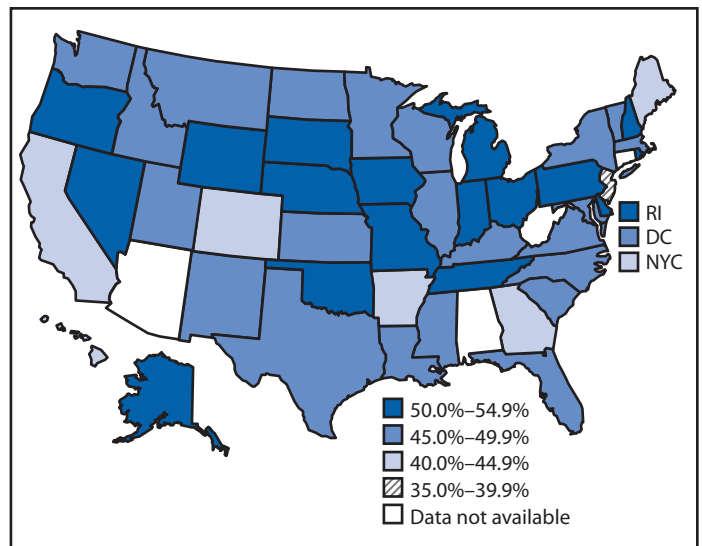 RI
DC
NYC
50.0%–54.9%
45.0%–49.9%
40.0%–44.9%
35.0%–39.9%
Data not available